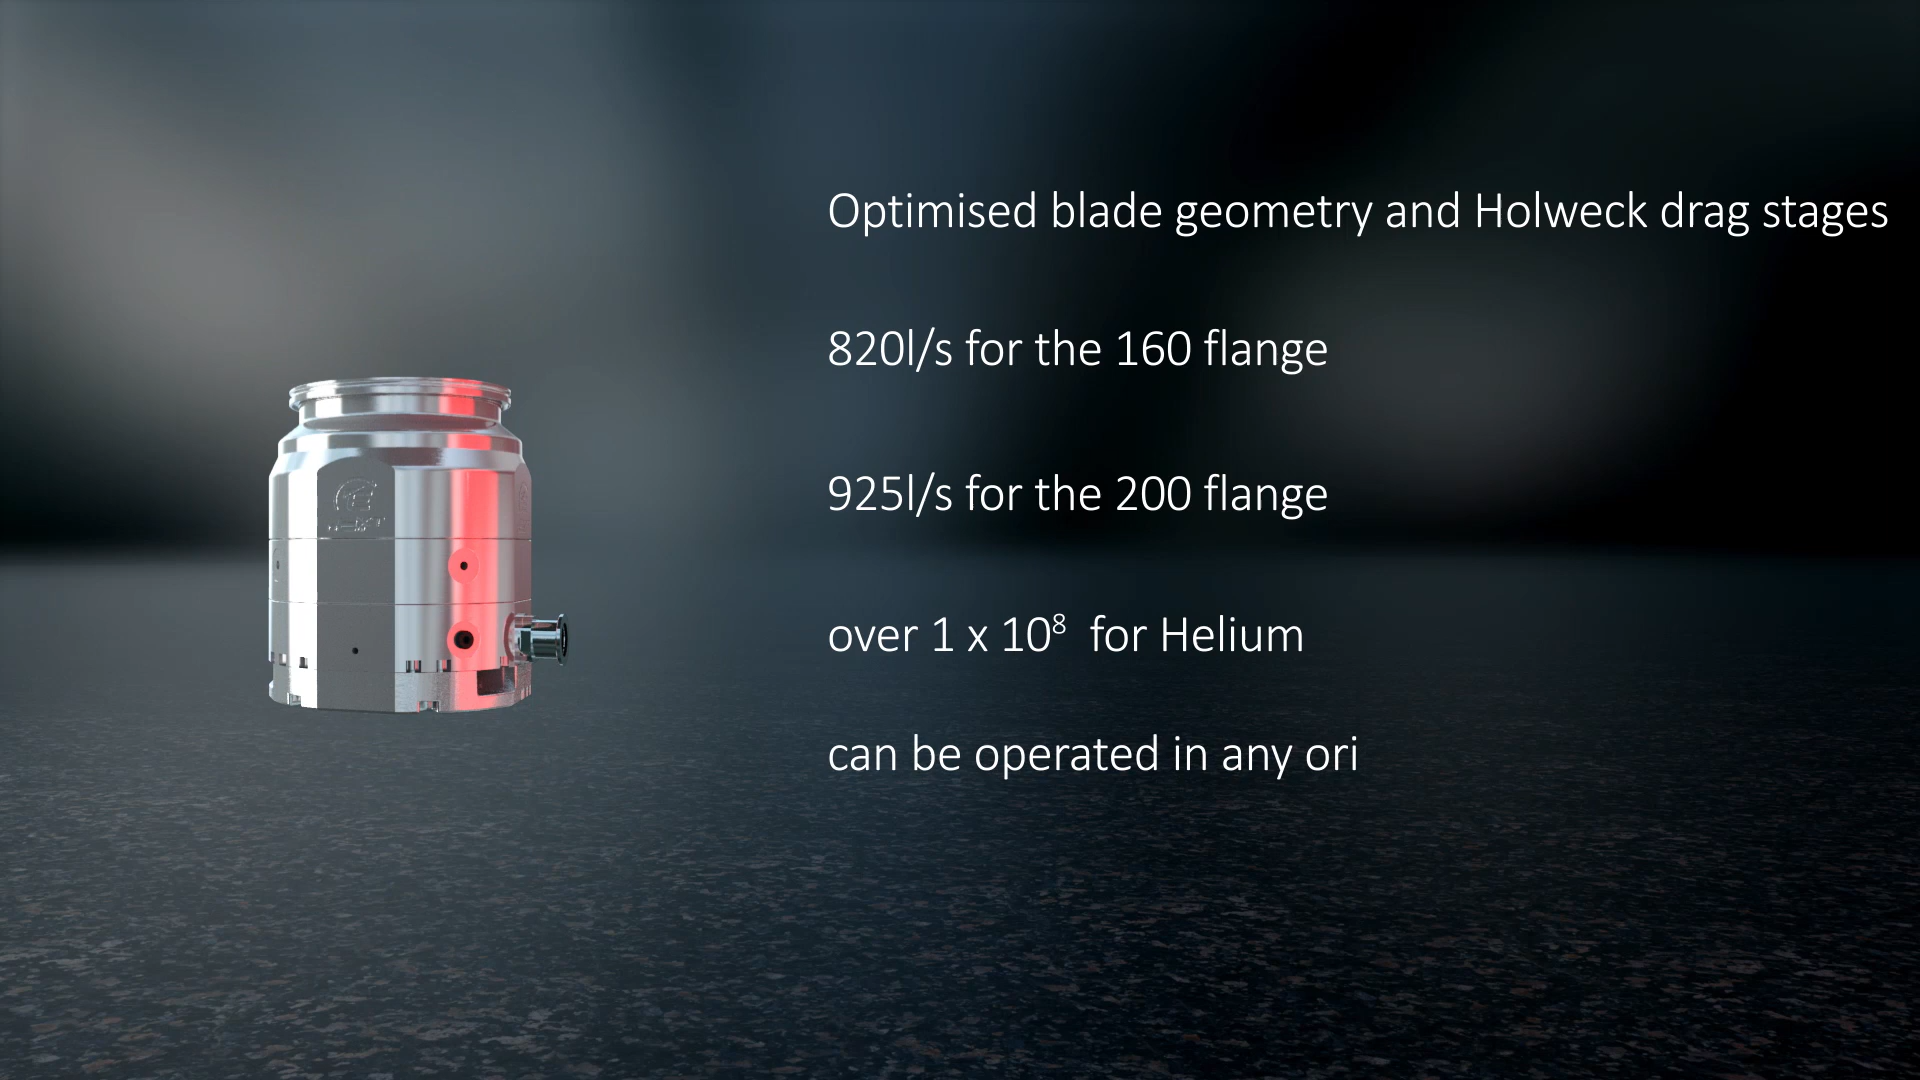 Optimised blade geometry and Holweck drag stages
820l/s for the 160 flange
925l/s for the 200 flange
over 1 x 10⁸ for Helium
can be operated in any ori